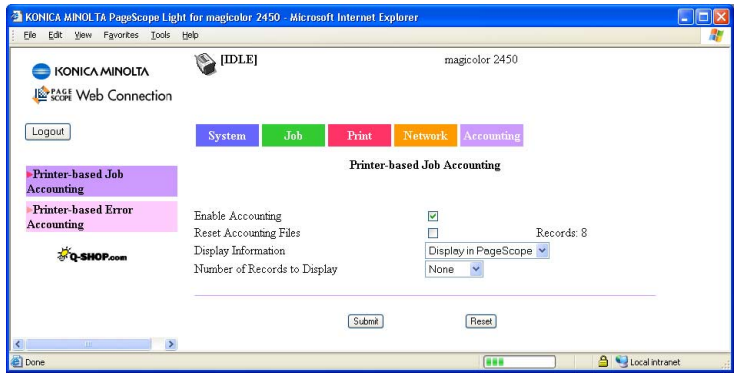 KONICA MINOLTA PageScope Light for magicolor 2450 - Microsoft Internet Explorer
File Edit View Favorites Tools Help
KONICA MINOLTA
PAGE SCOPE Web Connection
[IDLE]
magicolor 2450
Logout
System Job Print Network Accounting
Printer-based Job Accounting
Printer-based Job
Accounting
Printer-based Error
Accounting
Q-SHOP.com
Enable Accounting
Reset Accounting Files Records: 8
Display Information Display in PageScope
Number of Records to Display None
Submit Reset
Done Local intranet